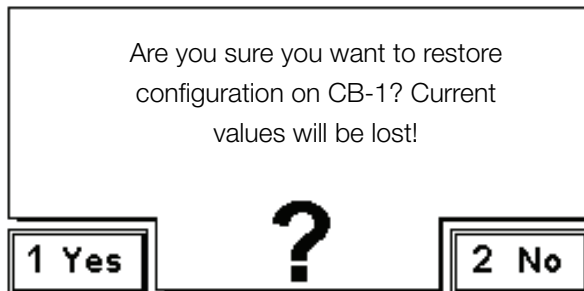 Are you sure you want to restore
configuration on CB-1? Current
values will be lost!
?
1 Yes
2 No